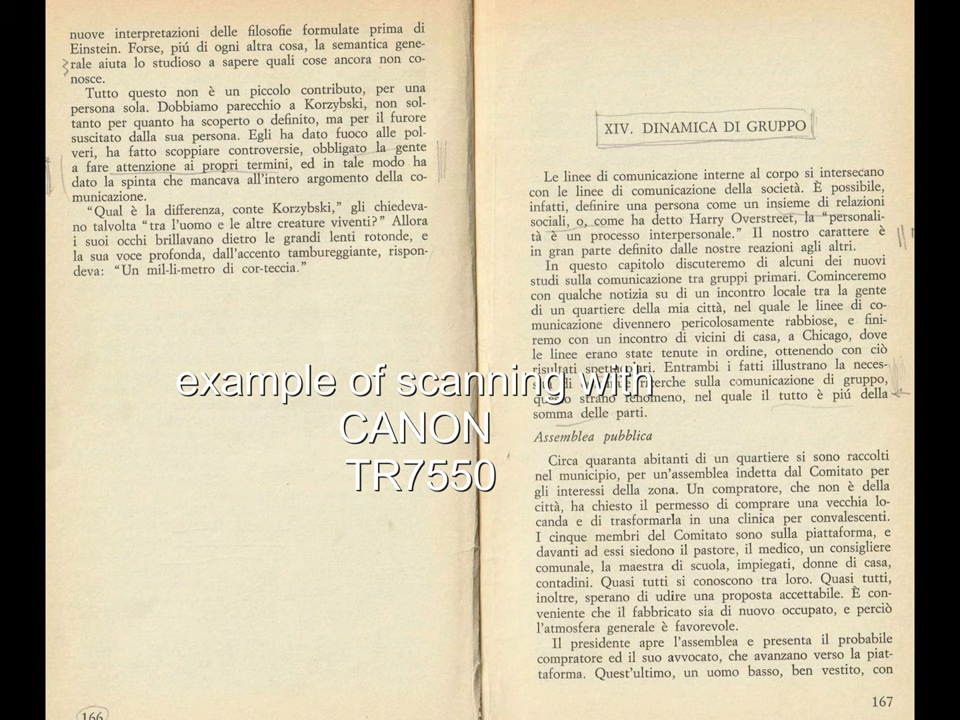 nuove interpretazioni delle filosofie formulate prima di
Einstein. Forse, piú di ogni altra cosa, la semantica gene-
rale aiuta lo studioso a sapere quali cose ancora non co-
nosce.
Tutto questo non è un piccolo contributo, per una
persona sola. Dobbiamo parecchio a Korzybski, non sol-
tanto per quanto ha scoperto o definito, ma per il furore
suscitato dalla sua persona. Egli ha dato fuoco alle pol-
veri, ha fatto scoppiare controversie, obbligato la gente
a fare attenzione ai propri termini, ed in tale modo ha
dato la spinta che mancava all'intero argomento della co-
municazione.
"Qual è la differenza, conte Korzybski," gli chiedeva-
no talvolta "tra l'uomo e le altre creature viventi?" Allora
i suoi occhi brillavano dietro le grandi lenti rotonde, e
la sua voce profonda, dall'accento tambureggiante, rispon-
deva: "Un mil-li-metro di cor-teccia."
166
XIV. DINAMICA DI GRUPPO
Le linee di comunicazione interne al corpo si intersecano
con le linee di comunicazione della società. È possibile,
infatti, definire una persona come un insieme di relazioni
sociali, o, come ha detto Harry Overstreet, la "personali-
tà è un processo interpersonale." Il nostro carattere è
in gran parte definito dalle nostre reazioni agli altri.
In questo capitolo discuteremo di alcuni dei nuovi
studi sulla comunicazione tra gruppi primari. Cominceremo
con qualche notizia su di un incontro locale tra la gente
di un quartiere della mia città, nel quale le linee di co-
municazione divennero pericolosamente rabbiose, e fini-
remo con un incontro di vicini di casa, a Chicago, dove
le linee erano state tenute in ordine, ottenendo con ciò
risultati spettacolari. Entrambi i fatti illustrano la neces-
di sulla comunicazione di gruppo,
questo strano fenomeno, nel quale il tutto è piú della
somma delle parti.
Assemblea pubblica
Circa quaranta abitanti di un quartiere si sono raccolti
nel municipio, per un'assemblea indetta dal Comitato per
gli interessi della zona. Un compratore, che non è della
città, ha chiesto il permesso di comprare una vecchia lo-
canda e di trasformarla in una clinica per convalescenti.
I cinque membri del Comitato sono sulla piattaforma, e
davanti ad essi siedono il pastore, il medico, un consigliere
comunale, la maestra di scuola, impiegati, donne di casa,
contadini. Quasi tutti si conoscono tra loro. Quasi tutti,
inoltre, sperano di udire una proposta accettabile. È con-
veniente che il fabbricato sia di nuovo occupato, e perciò
l'atmosfera generale è favorevole.
Il presidente apre l'assemblea e presenta il probabile
compratore ed il suo avvocato, che avanzano verso la piat-
taforma. Quest'ultimo, un uomo basso, ben vestito, con
167
example of scanning with
CANON
TR7550